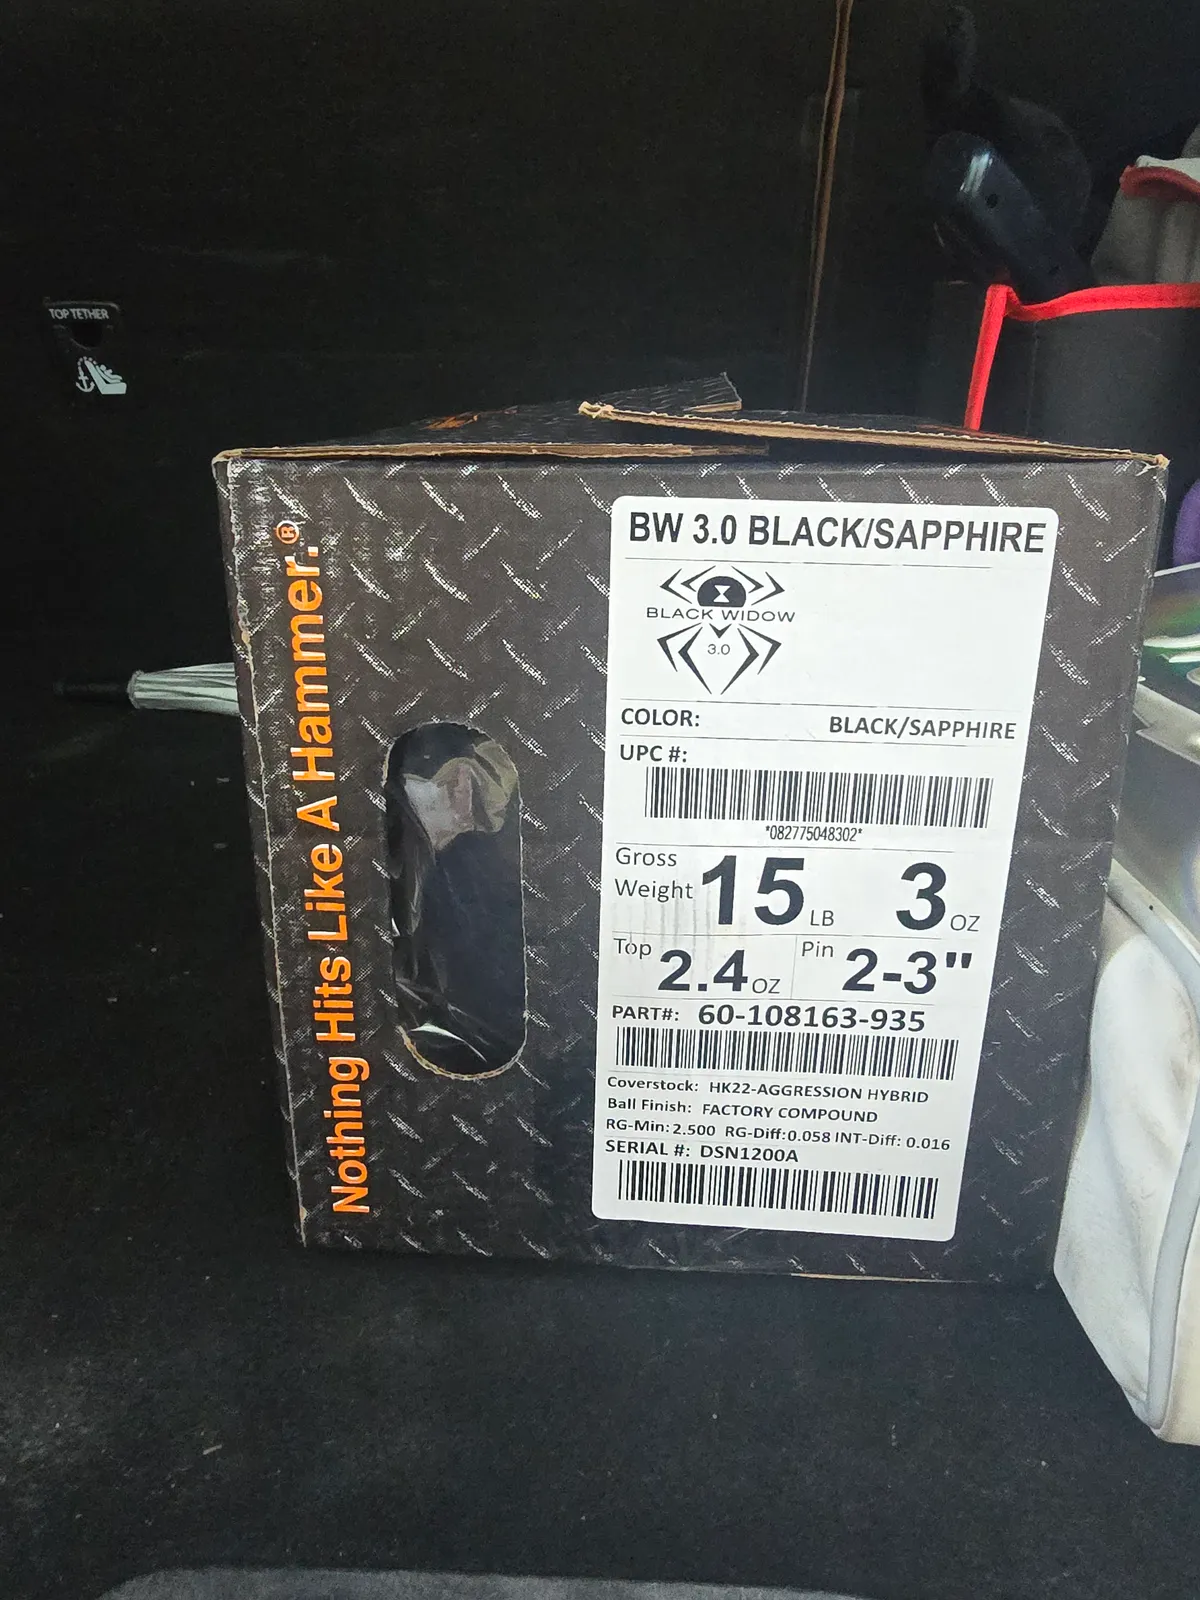 TOP TETHER
Nothing Hits Like A Hammer.®
BW 3.0 BLACK/SAPPHIRE
BLACK WIDOW
3.0
COLOR: BLACK/SAPPHIRE
UPC #:
*082775048302*
Gross Weight 15 LB 3 OZ
Top 2.4 OZ Pin 2-3"
PART#: 60-108163-935
Coverstock: HK22-AGGRESSION HYBRID
Ball Finish: FACTORY COMPOUND
RG-Min: 2.500 RG-Diff: 0.058 INT-Diff: 0.016
SERIAL #: DSN1200A